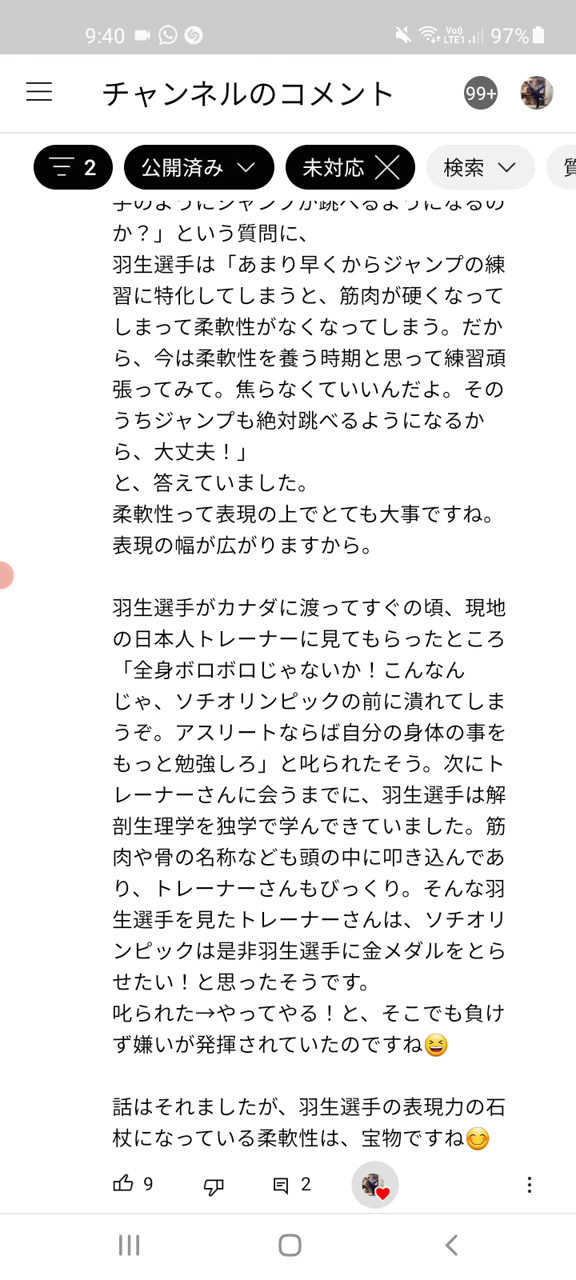 9:40
Vo))
LTE1
97%
チャンネルのコメント
99+
2
公開済み
未対応
検索
質
手のようにジャンプが跳べるようになるの
か？」という質問に、
羽生選手は「あまり早くからジャンプの練
習に特化してしまうと、筋肉が硬くなって
しまって柔軟性がなくなってしまう。だか
ら、今は柔軟性を養う時期と思って練習頑
張ってみて。焦らなくていいんだよ。その
うちジャンプも絶対跳べるようになるか
ら、大丈夫！」
と、答えていました。
柔軟性って表現の上でとても大事ですね。
表現の幅が広がりますから。
羽生選手がカナダに渡ってすぐの頃、現地
の日本人トレーナーに見てもらったところ
「全身ボロボロじゃないか！こんなん
じゃ、ソチオリンピックの前に潰れてしま
うぞ。アスリートならば自分の身体の事を
もっと勉強しろ」と叱られたそう。次にト
レーナーさんに会うまでに、羽生選手は解
剖生理学を独学で学んできていました。筋
肉や骨の名称なども頭の中に叩き込んであ
り、トレーナーさんもびっくり。そんな羽
生選手を見たトレーナーさんは、ソチオリ
ンピックは是非羽生選手に金メダルをとら
せたい！と思ったそうです。
叱られた→やってやる！と、そこでも負け
ず嫌いが発揮されていたのですね😆
話はそれましたが、羽生選手の表現力の石
杖になっている柔軟性は、宝物ですね😊
9
2